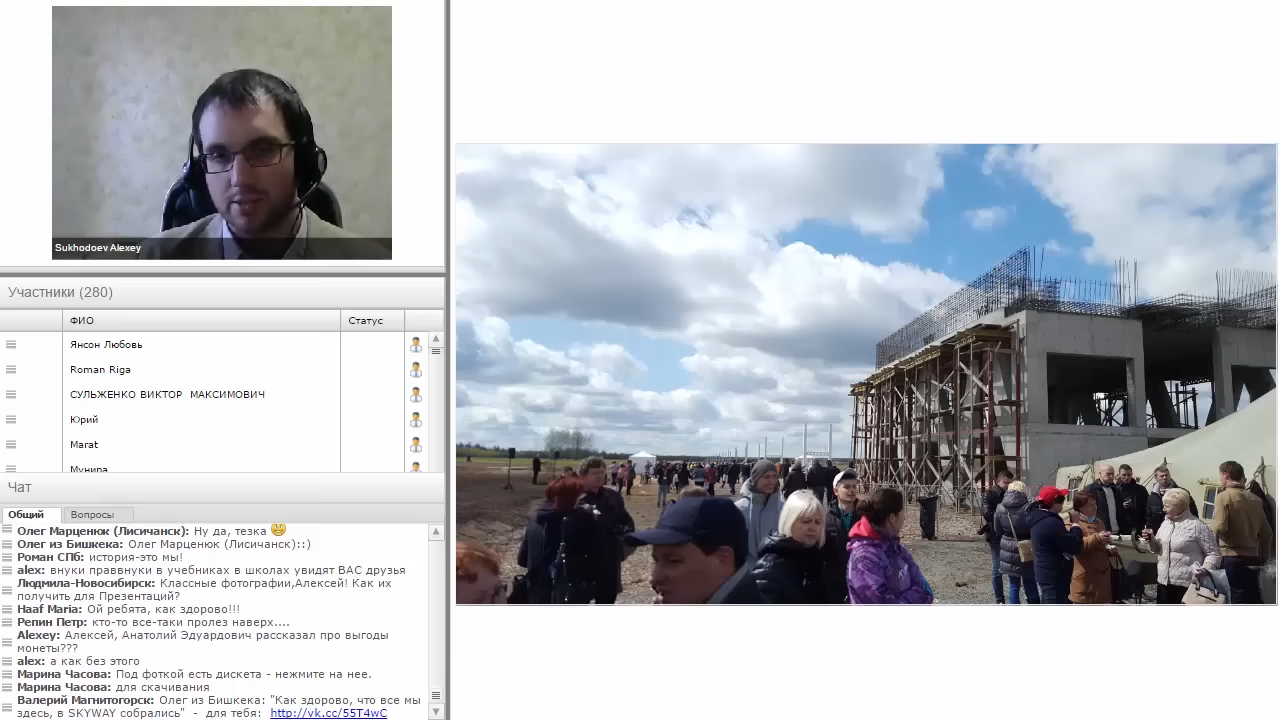 Sukhodoev Alexey
Участники (280)
ФИО
Статус
Янсон Любовь
Roman Riga
СУЛЬЖЕНКО ВИКТОР МАКСИМОВИЧ
Юрий
Marat
Мунира
Чат
Общий
Вопросы
Олег Марценюк (Лисичанск): Ну да, тезка
Олег из Бишкека: Олег Марценюк (Лисичанск)::)
Роман СПб: история-это мы!
alex: внуки праввнуки в учебниках в школах увидят ВАС друзья
Людмила-Новосибирск: Классные фотографии,Алексей! Как их
получить для Презентаций?
Haaf Maria: Ой ребята, как здорово!!!
Репин Петр: кто-то все-таки пролез наверх....
Alexey: Алексей, Анатолий Эдуардович рассказал про выгоды
монеты???
alex: а как без этого
Марина Часова: Под фоткой есть дискета - нежмите на нее.
Марина Часова: для скачивания
Валерий Магнитогорск: Олег из Бишкека: "Как здорово, что все мы
здесь, в SKYWAY собрались" - для тебя: http://vk.cc/55T4wC